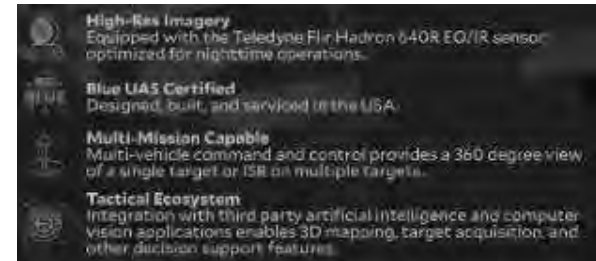 High-Res Imagery
Equipped with the Teledyne Flir Hadron 640R EO/IR sensor
optimized for nighttime operations.
BLUE
Blue UAS Certified
Designed, built, and serviced in the USA.
Multi-Mission Capable
Multi-vehicle command and control provides a 360 degree view
of a single target or ISR on multiple targets.
Tactical Ecosystem
Integration with third party artificial intelligence and computer
vision applications enables 3D mapping, target acquisition, and
other decision support features.